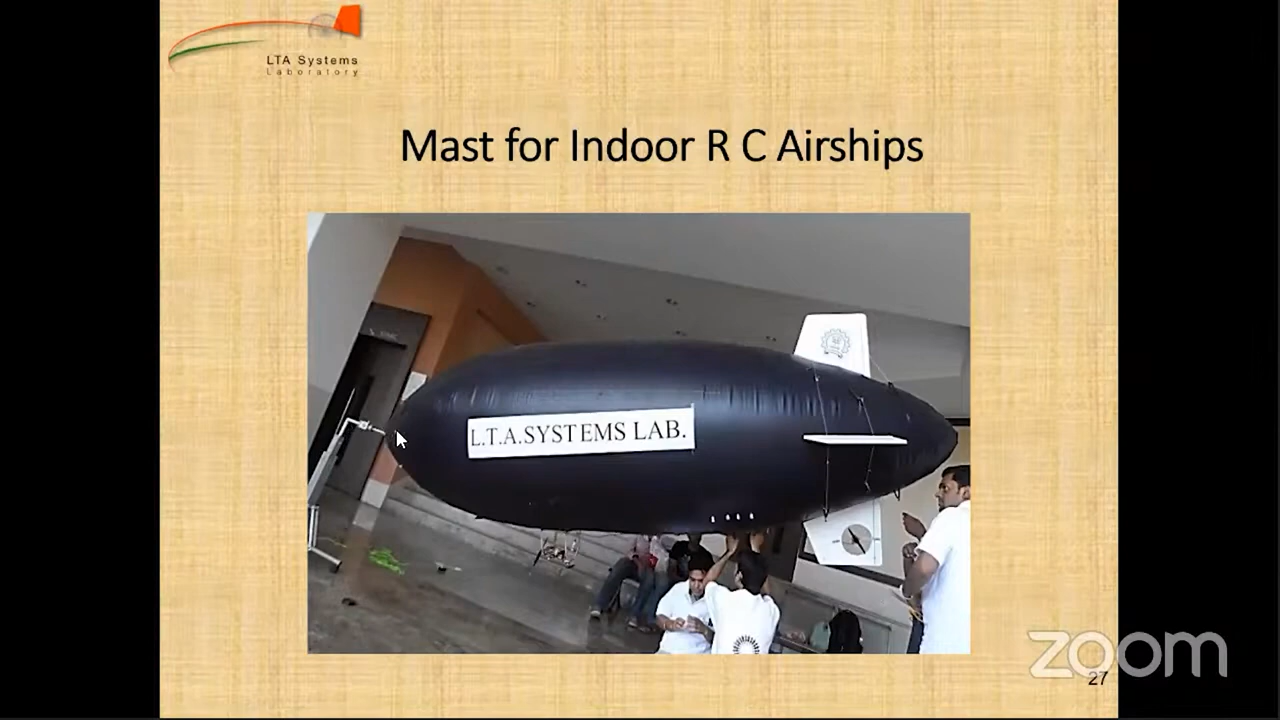 LTA Systems
Laboratory
Mast for Indoor R C Airships
L.T.A.SYSTEMS LAB.
zoom
27